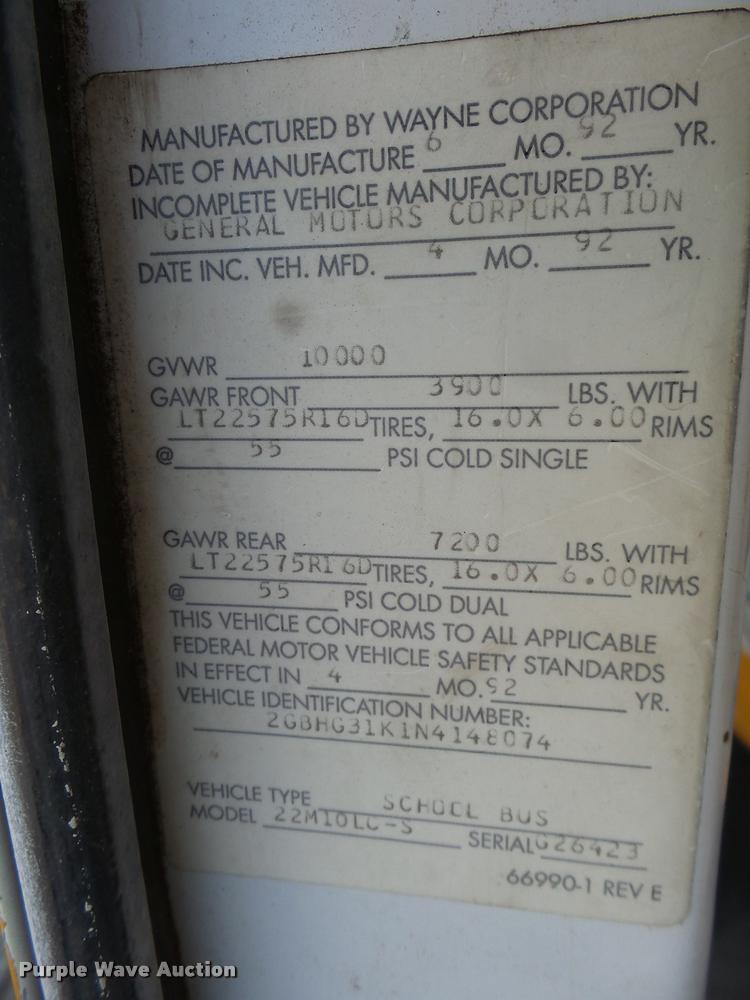 MANUFACTURED BY WAYNE CORPORATION
DATE OF MANUFACTURE 6 MO. 92 YR.
INCOMPLETE VEHICLE MANUFACTURED BY:
GENERAL MOTORS CORPORATION
DATE INC. VEH. MFD. 4 MO. 92 YR.
GVWR 10000
GAWR FRONT 3900 LBS. WITH
LT22575R16D TIRES, 16.0X 6.00 RIMS
@ 55 PSI COLD SINGLE
GAWR REAR 7200 LBS. WITH
LT22575R16D TIRES, 16.0X 6.00 RIMS
@ 55 PSI COLD DUAL
THIS VEHICLE CONFORMS TO ALL APPLICABLE
FEDERAL MOTOR VEHICLE SAFETY STANDARDS
IN EFFECT IN 4 MO. 92 YR.
VEHICLE IDENTIFICATION NUMBER:
2GBHG31K1N4148074
VEHICLE TYPE SCHOOL BUS
MODEL 22M10LC-S SERIAL G26423
66990-1 REV E
Purple Wave Auction